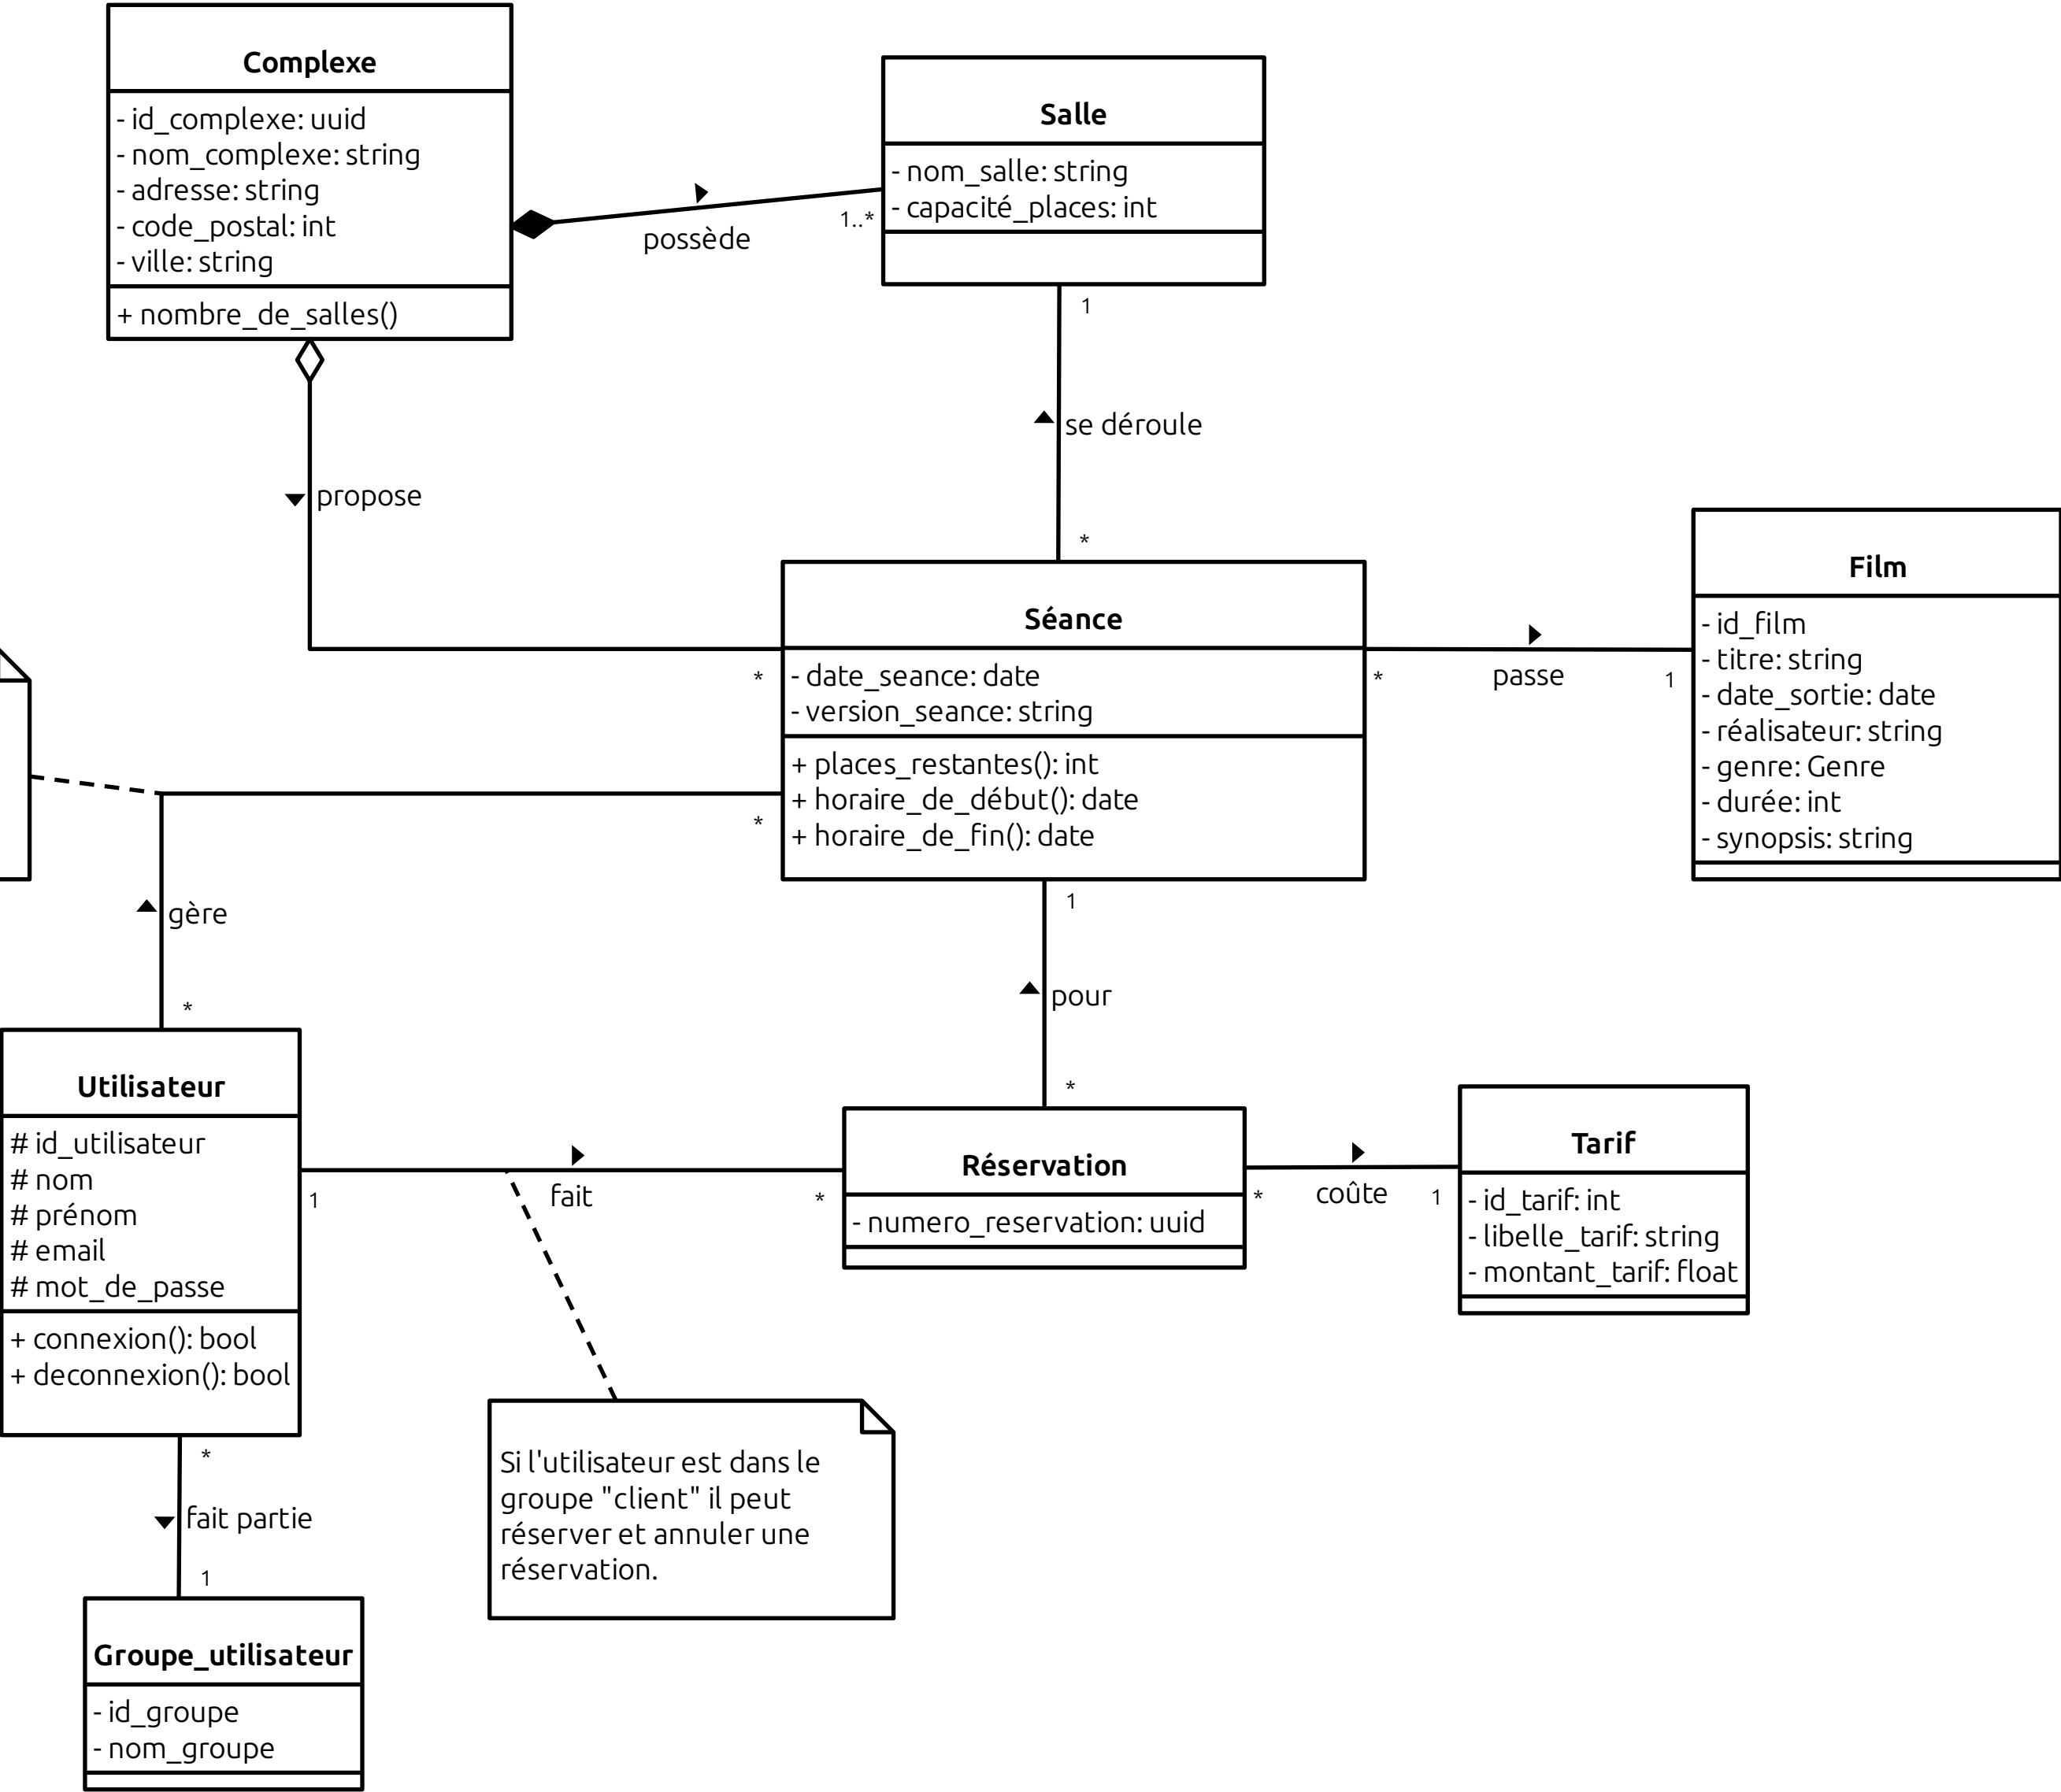 Complexe
- id_complexe: uuid
- nom_complexe: string
- adresse: string
- code_postal: int
- ville: string
+ nombre_de_salles()
possède
1..*
Salle
- nom_salle: string
- capacité_places: int
1
se déroule
*
propose
*
Séance
- date_seance: date
- version_seance: string
+ places_restantes(): int
+ horaire_de_début(): date
+ horaire_de_fin(): date
*
passe
1
Film
- id_film
- titre: string
- date_sortie: date
- réalisateur: string
- genre: Genre
- durée: int
- synopsis: string
*
gère
*
1
pour
*
Utilisateur
# id_utilisateur
# nom
# prénom
# email
# mot_de_passe
+ connexion(): bool
+ deconnexion(): bool
1
fait
*
Réservation
- numero_reservation: uuid
*
coûte
1
Tarif
- id_tarif: int
- libelle_tarif: string
- montant_tarif: float
Si l'utilisateur est dans le
groupe "client" il peut
réserver et annuler une
réservation.
*
fait partie
1
Groupe_utilisateur
- id_groupe
- nom_groupe